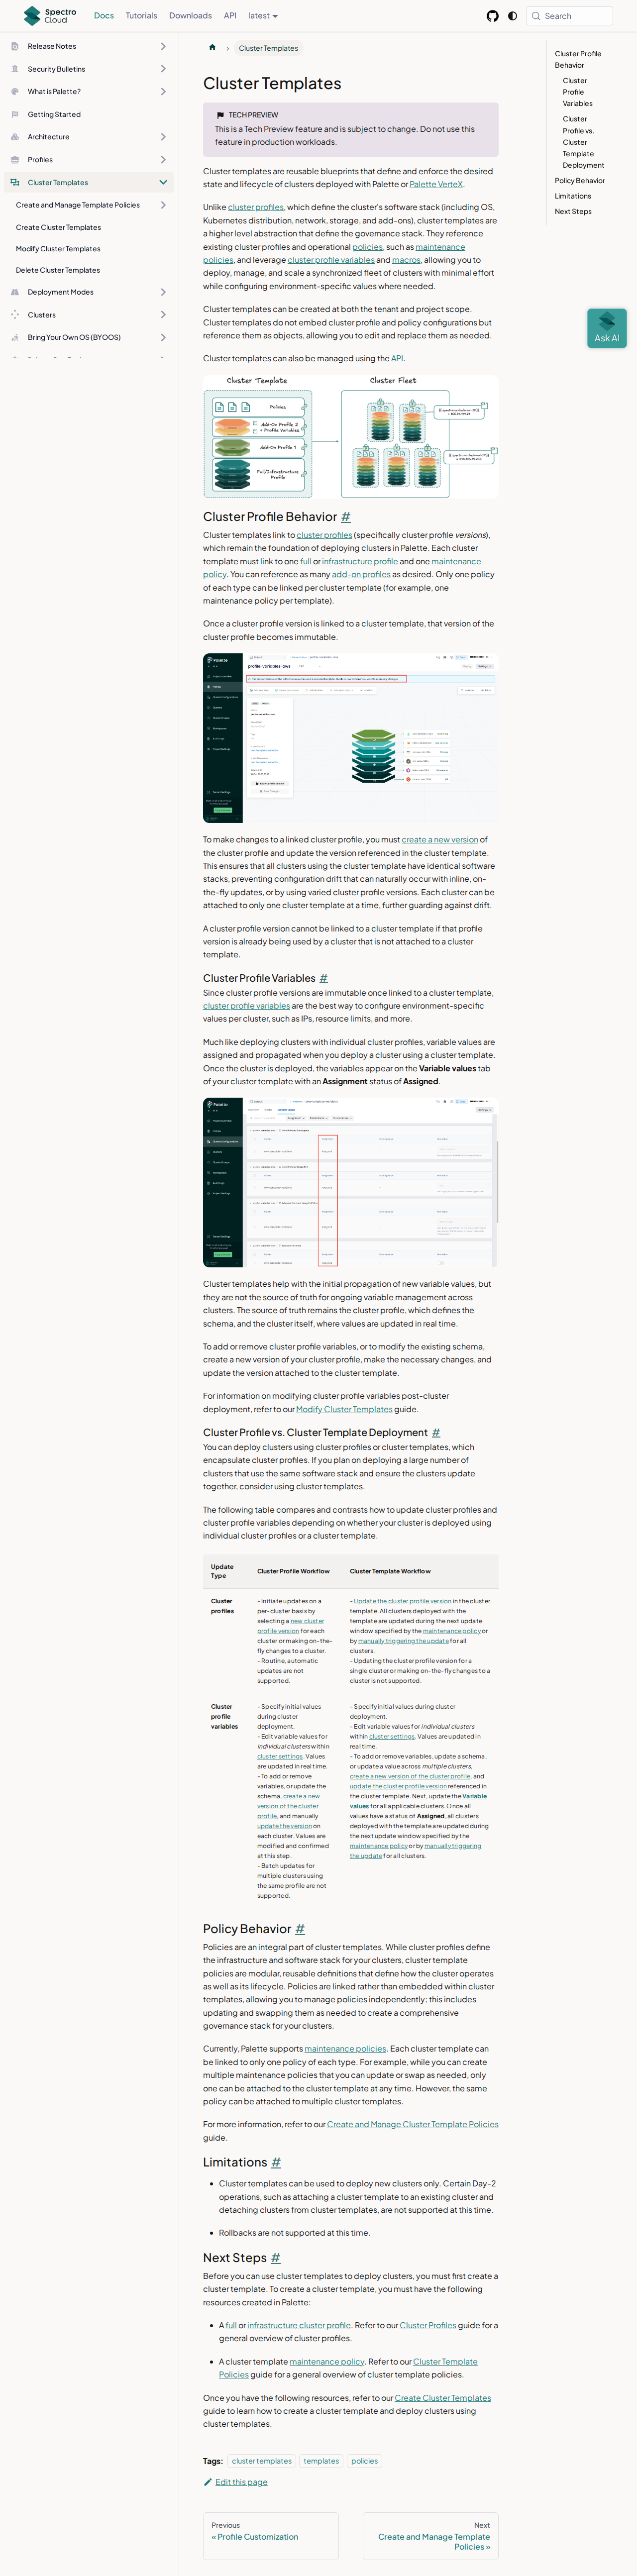 Spectro Cloud
Docs
Tutorials
Downloads
API
latest
Search
Release Notes
Security Bulletins
What is Palette?
Getting Started
Architecture
Profiles
Cluster Templates
Create and Manage Template Policies
Create Cluster Templates
Modify Cluster Templates
Delete Cluster Templates
Deployment Modes
Clusters
Bring Your Own OS (BYOOS)
Cluster Templates
Cluster Templates
TECH PREVIEW
This is a Tech Preview feature and is subject to change. Do not use this
feature in production workloads.
Cluster templates are reusable blueprints that define and enforce the desired
state and lifecycle of clusters deployed with Palette or Palette VerteX.
Unlike cluster profiles, which define the cluster's software stack (including OS,
Kubernetes distribution, network, storage, and add-ons), cluster templates are
a higher level abstraction that define the governance stack. They reference
existing cluster profiles and operational policies, such as maintenance
policies, and leverage cluster profile variables and macros, allowing you to
deploy, manage, and scale a synchronized fleet of clusters with minimal effort
while configuring environment-specific values where needed.
Cluster templates can be created at both the tenant and project scope.
Cluster templates do not embed cluster profile and policy configurations but
reference them as objects, allowing you to edit and replace them as needed.
Cluster templates can also be managed using the API.
Cluster Template
Cluster Fleet
Policies
Add-On Profile 2
+ Profile Variables
Add-On Profile 1
Full/Infrastructure
Profile
Cluster Profile Behavior #
Cluster templates link to cluster profiles (specifically cluster profile versions),
which remain the foundation of deploying clusters in Palette. Each cluster
template must link to one full or infrastructure profile and one maintenance
policy. You can reference as many add-on profiles as desired. Only one policy
of each type can be linked per cluster template (for example, one
maintenance policy per template).
Once a cluster profile version is linked to a cluster template, that version of the
cluster profile becomes immutable.
Palette
profile-variables-aws
To make changes to a linked cluster profile, you must create a new version of
the cluster profile and update the version referenced in the cluster template.
This ensures that all clusters using the cluster template have identical software
stacks, preventing configuration drift that can naturally occur with inline, on-
the-fly updates, or by using varied cluster profile versions. Each cluster can be
attached to only one cluster template at a time, further guarding against drift.
A cluster profile version cannot be linked to a cluster template if that profile
version is already being used by a cluster that is not attached to a cluster
template.
Cluster Profile Variables #
Since cluster profile versions are immutable once linked to a cluster template,
cluster profile variables are the best way to configure environment-specific
values per cluster, such as IPs, resource limits, and more.
Much like deploying clusters with individual cluster profiles, variable values are
assigned and propagated when you deploy a cluster using a cluster template.
Once the cluster is deployed, the variables appear on the Variable values tab
of your cluster template with an Assignment status of Assigned.
Palette
Cluster templates help with the initial propagation of new variable values, but
they are not the source of truth for ongoing variable management across
clusters. The source of truth remains the cluster profile, which defines the
schema, and the cluster itself, where values are updated in real time.
To add or remove cluster profile variables, or to modify the existing schema,
create a new version of your cluster profile, make the necessary changes, and
update the version attached to the cluster template.
For information on modifying cluster profile variables post-cluster
deployment, refer to our Modify Cluster Templates guide.
Cluster Profile vs. Cluster Template Deployment #
You can deploy clusters using cluster profiles or cluster templates, which
encapsulate cluster profiles. If you plan on deploying a large number of
clusters that use the same software stack and ensure the clusters update
together, consider using cluster templates.
The following table compares and contrasts how to update cluster profiles and
cluster profile variables depending on whether your cluster is deployed using
individual cluster profiles or a cluster template.
Update
Type
Cluster Profile Workflow
Cluster Template Workflow
Cluster
profiles
- Initiate updates on a
per-cluster basis by
selecting a new cluster
profile version for each
cluster or making on-the-
fly changes to a cluster.
- Routine, automatic
updates are not
supported.
- Update the cluster profile version in the cluster
template. All clusters deployed with the
template are updated during the next update
window specified by the maintenance policy or
by manually triggering the update for all
clusters.
- Updating the cluster profile version for a
single cluster or making on-the-fly changes to a
cluster is not supported.
Cluster
profile
variables
- Specify initial values
during cluster
deployment.
- Edit variable values for
individual clusters within
cluster settings. Values
are updated in real time.
- To add or remove
variables, or update the
schema, create a new
version of the cluster
profile, and manually
update the version on
each cluster. Values are
modified and confirmed
at this step.
- Batch updates for
multiple clusters using
the same profile are not
supported.
- Specify initial values during cluster
deployment.
- Edit variable values for individual clusters
within cluster settings. Values are updated in
real time.
- To add or remove variables, update a schema,
or update a value across multiple clusters,
create a new version of the cluster profile, and
update the cluster profile version referenced in
the cluster template. Next, update the Variable
values for all applicable clusters. Once all
values have a status of Assigned, all clusters
deployed with the template are updated during
the next update window specified by the
maintenance policy or by manually triggering
the update for all clusters.
Policy Behavior #
Policies are an integral part of cluster templates. While cluster profiles define
the infrastructure and software stack for your clusters, cluster template
policies are modular, reusable definitions that define how the cluster operates
as well as its lifecycle. Policies are linked rather than embedded within cluster
templates, allowing you to manage policies independently; this includes
updating and swapping them as needed to create a comprehensive
governance stack for your clusters.
Currently, Palette supports maintenance policies. Each cluster template can
be linked to only one policy of each type. For example, while you can create
multiple maintenance policies that you can update or swap as needed, only
one can be attached to the cluster template at any time. However, the same
policy can be attached to multiple cluster templates.
For more information, refer to our Create and Manage Cluster Template Policies
guide.
Limitations #
Cluster templates can be used to deploy new clusters only. Certain Day-2
operations, such as attaching a cluster template to an existing cluster and
detaching clusters from cluster templates, are not supported at this time.
Rollbacks are not supported at this time.
Next Steps #
Before you can use cluster templates to deploy clusters, you must first create a
cluster template. To create a cluster template, you must have the following
resources created in Palette:
A full or infrastructure cluster profile. Refer to our Cluster Profiles guide for a
general overview of cluster profiles.
A cluster template maintenance policy. Refer to our Cluster Template
Policies guide for a general overview of cluster template policies.
Once you have the following resources, refer to our Create Cluster Templates
guide to learn how to create a cluster template and deploy clusters using
cluster templates.
Tags:
cluster templates
templates
policies
Edit this page
Previous
« Profile Customization
Next
Create and Manage Template
Policies »
Cluster Profile
Behavior
Cluster
Profile
Variables
Cluster
Profile vs.
Cluster
Template
Deployment
Policy Behavior
Limitations
Next Steps
Ask AI